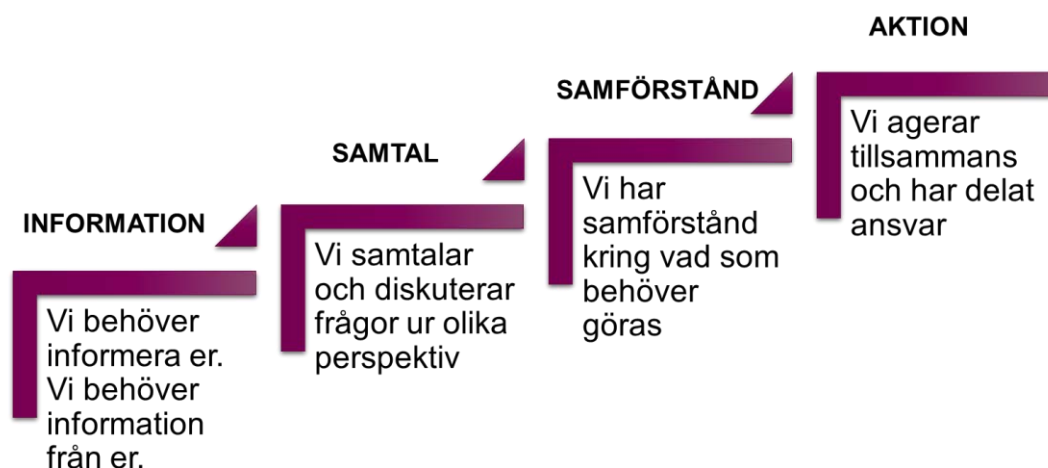 INFORMATION
Vi behöver
informera er.
Vi behöver
information
från er.
SAMTAL
Vi samtalar
och diskuterar
frågor ur olika
perspektiv
SAMFÖRSTÅND
Vi har
samförstånd
kring vad som
behöver
göras
AKTION
Vi agerar
tillsammans
och har delat
ansvar